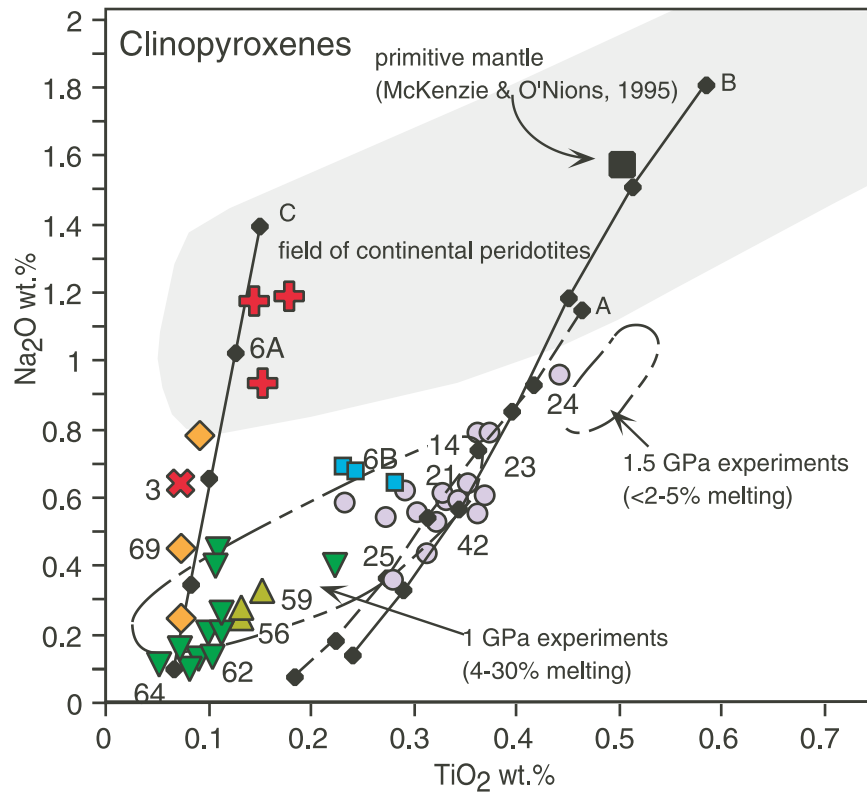 Clinopyroxenes
primitive mantle
(McKenzie & O'Nions, 1995)
B
C
field of continental peridotites
A
6A
24
14
6B
23
3
21
1.5 GPa experiments
(<2-5% melting)
42
69
25
59
56
1 GPa experiments
(4-30% melting)
62
64
2
1.8
1.6
1.4
1.2
1
0.8
0.6
0.4
0.2
0
Na2O wt.%
0 0.1 0.2 0.3 0.4 0.5 0.6 0.7
TiO2 wt.%